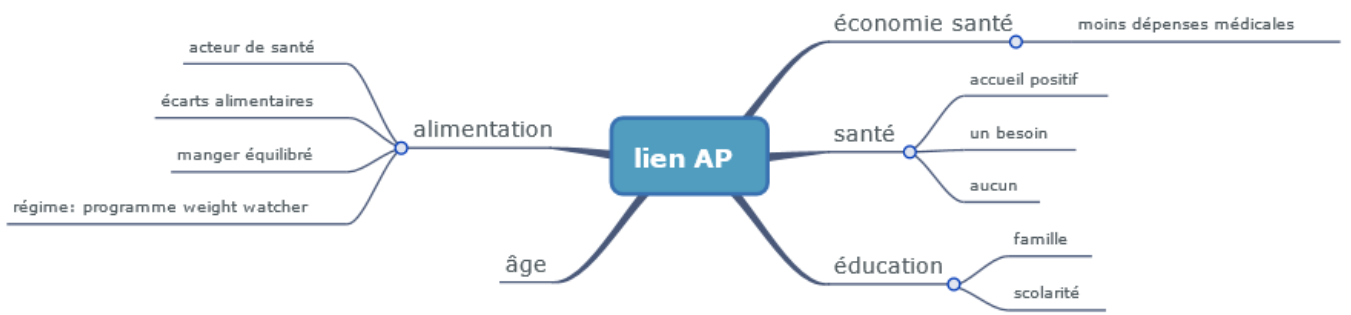 lien AP
économie santé
moins dépenses médicales
santé
accueil positif
un besoin
aucun
éducation
famille
scolarité
alimentation
acteur de santé
écarts alimentaires
manger équilibré
régime: programme weight watcher
âge